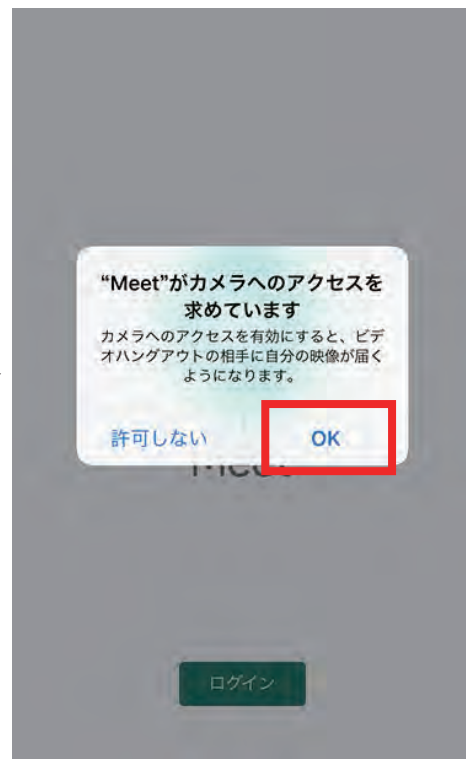 “Meet”がカメラへのアクセスを
求めています
カメラへのアクセスを有効にすると、ビデ
オハングアウトの相手に自分の映像が届く
ようになります。
許可しない OK
Meet
ログイン